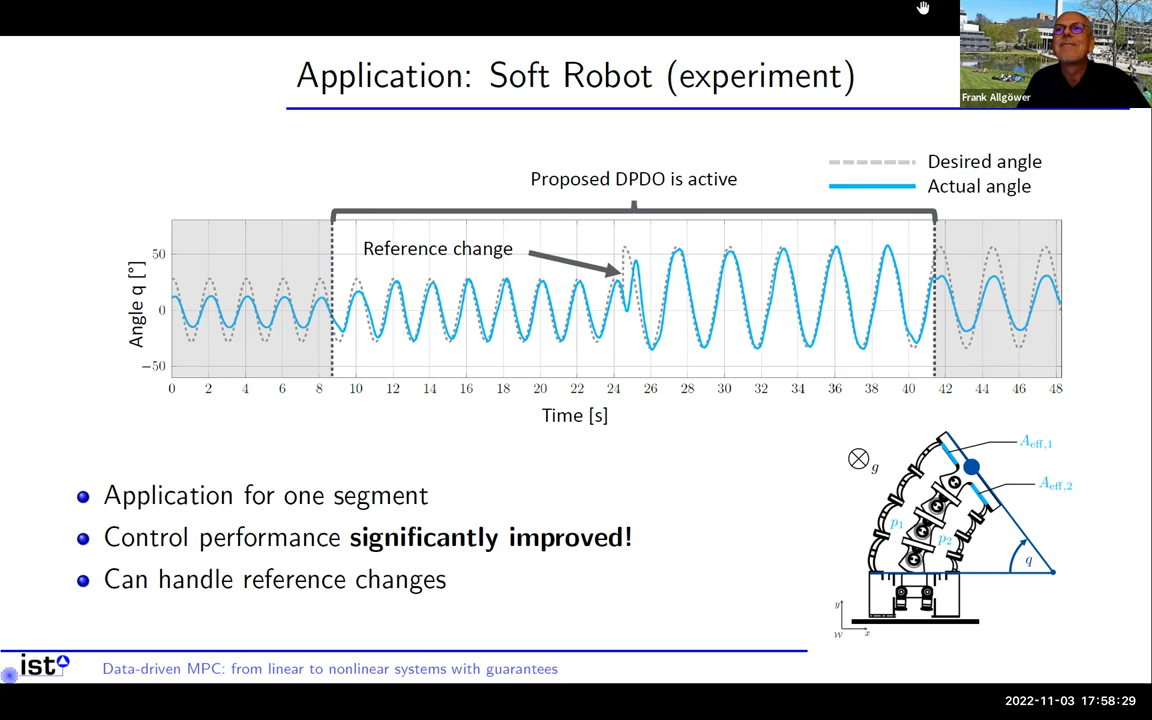 Application: Soft Robot (experiment)
Frank Allgöwer
Desired angle
Actual angle
Proposed DPDO is active
Reference change
Angle q [°]
50
0
−50
0 2 4 6 8 10 12 14 16 18 20 22 24 26 28 30 32 34 36 38 40 42 44 46 48
Time [s]
Application for one segment
Control performance significantly improved!
Can handle reference changes
g
Aeff,1
Aeff,2
p1
p2
q
y
W x
ist
Data-driven MPC: from linear to nonlinear systems with guarantees
2022-11-03 17:58:29